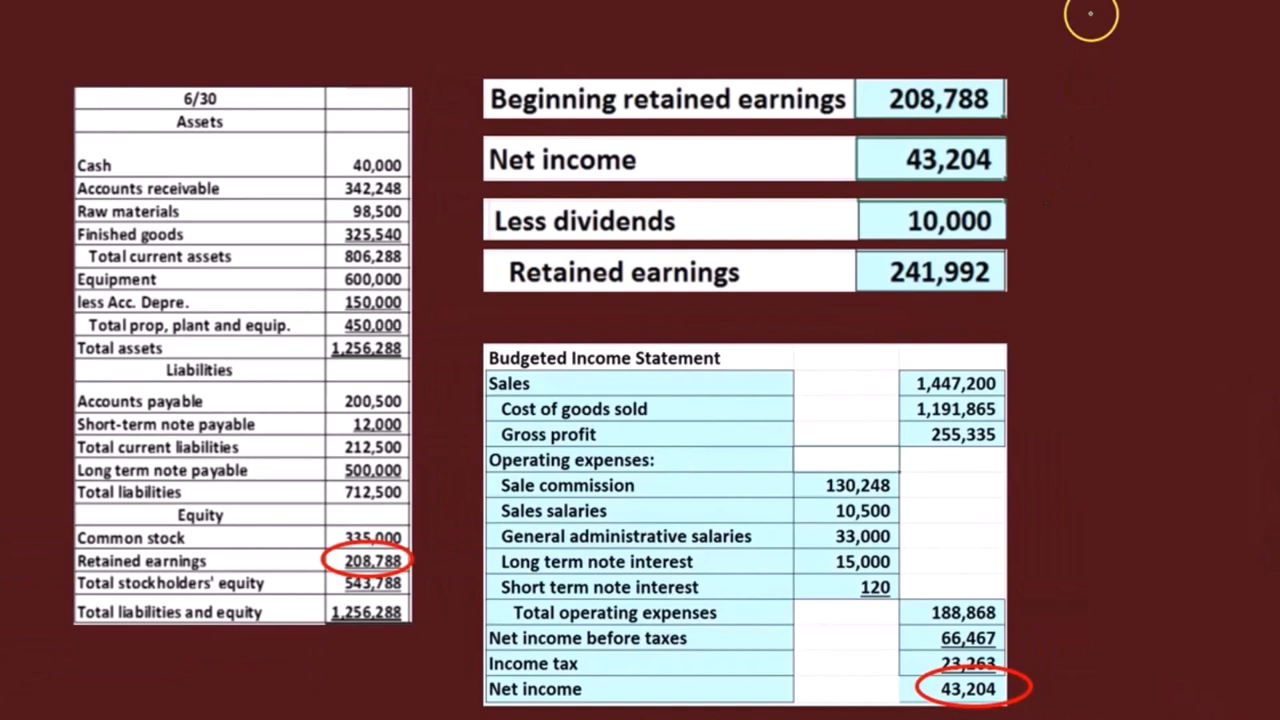 6/30
Assets
Cash 40,000
Accounts receivable 342,248
Raw materials 98,500
Finished goods 325,540
Total current assets 806,288
Equipment 600,000
less Acc. Depre. 150,000
Total prop, plant and equip. 450,000
Total assets 1,256,288
Liabilities
Accounts payable 200,500
Short-term note payable 12,000
Total current liabilities 212,500
Long term note payable 500,000
Total liabilities 712,500
Equity
Common stock 335,000
Retained earnings 208,788
Total stockholders' equity 543,788
Total liabilities and equity 1,256,288
Beginning retained earnings 208,788
Net income 43,204
Less dividends 10,000
Retained earnings 241,992
Budgeted Income Statement
Sales 1,447,200
Cost of goods sold 1,191,865
Gross profit 255,335
Operating expenses:
Sale commission 130,248
Sales salaries 10,500
General administrative salaries 33,000
Long term note interest 15,000
Short term note interest 120
Total operating expenses 188,868
Net income before taxes 66,467
Income tax 23,263
Net income 43,204